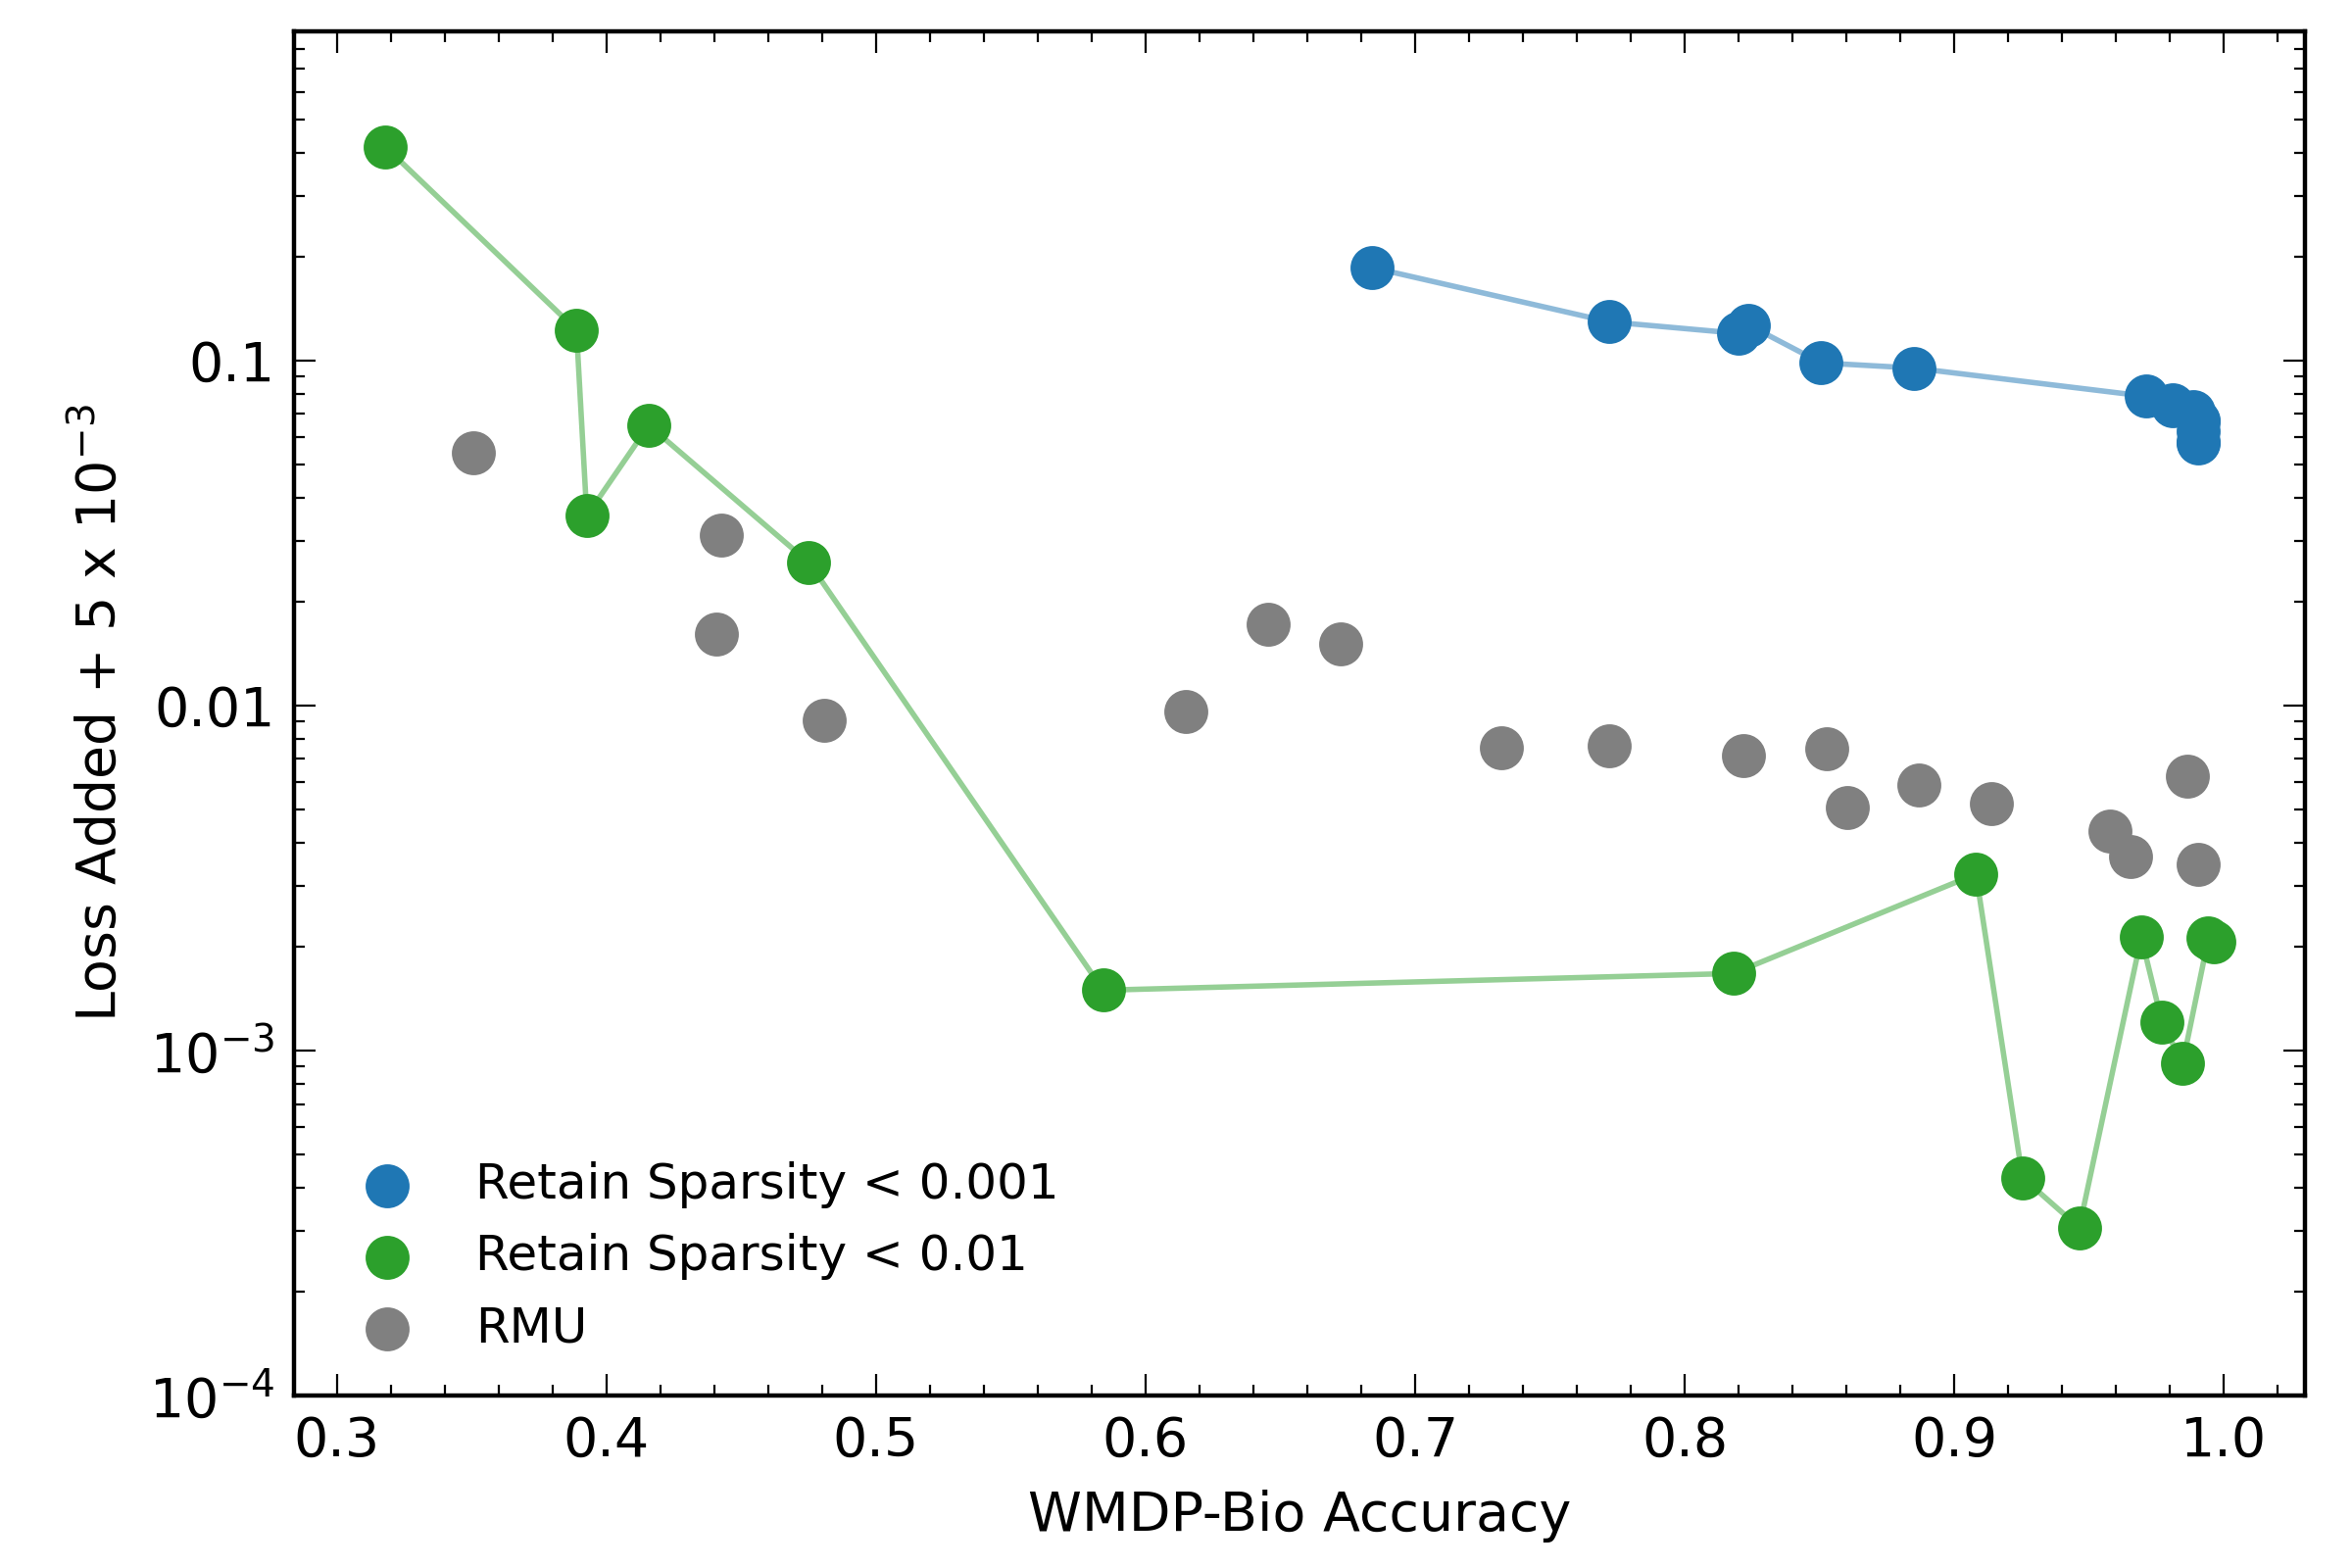 Loss Added + 5 x 10⁻³
0.1
0.01
10⁻³
10⁻⁴
Retain Sparsity < 0.001
Retain Sparsity < 0.01
RMU
0.3 0.4 0.5 0.6 0.7 0.8 0.9 1.0
WMDP-Bio Accuracy